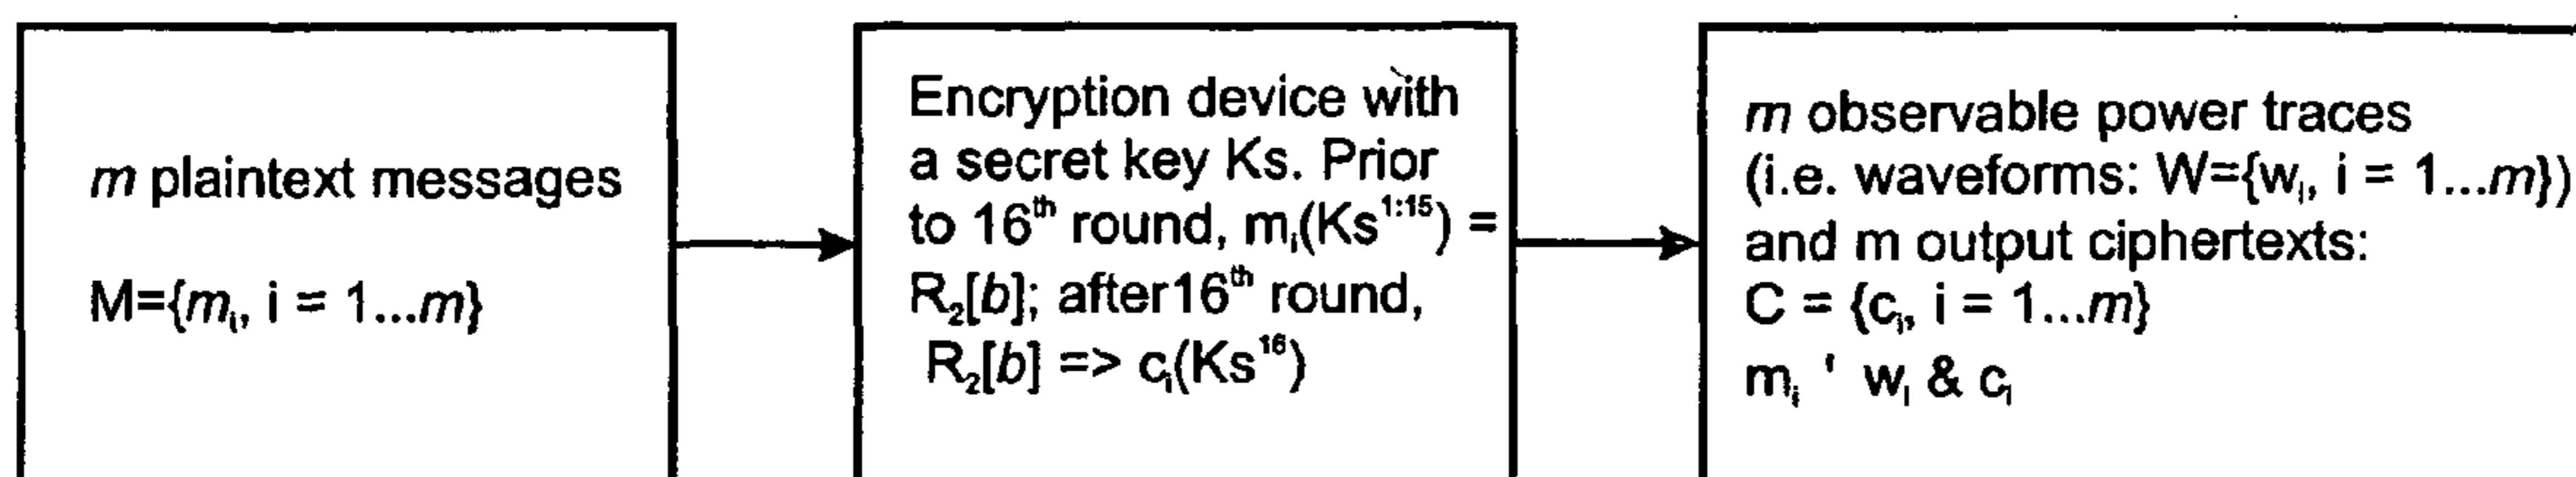 m plaintext messages
M={mᵢ, i = 1...m}
Encryption device with
a secret key Ks. Prior
to 16ᵗʰ round, mᵢ(Ks¹:¹⁵) =
R₂[b]; after16ᵗʰ round,
R₂[b] => cᵢ(Ks¹⁶)
m observable power traces
(i.e. waveforms: W={wᵢ, i = 1...m})
and m output ciphertexts:
C = {cᵢ, i = 1...m}
mᵢ ' wᵢ & cᵢ